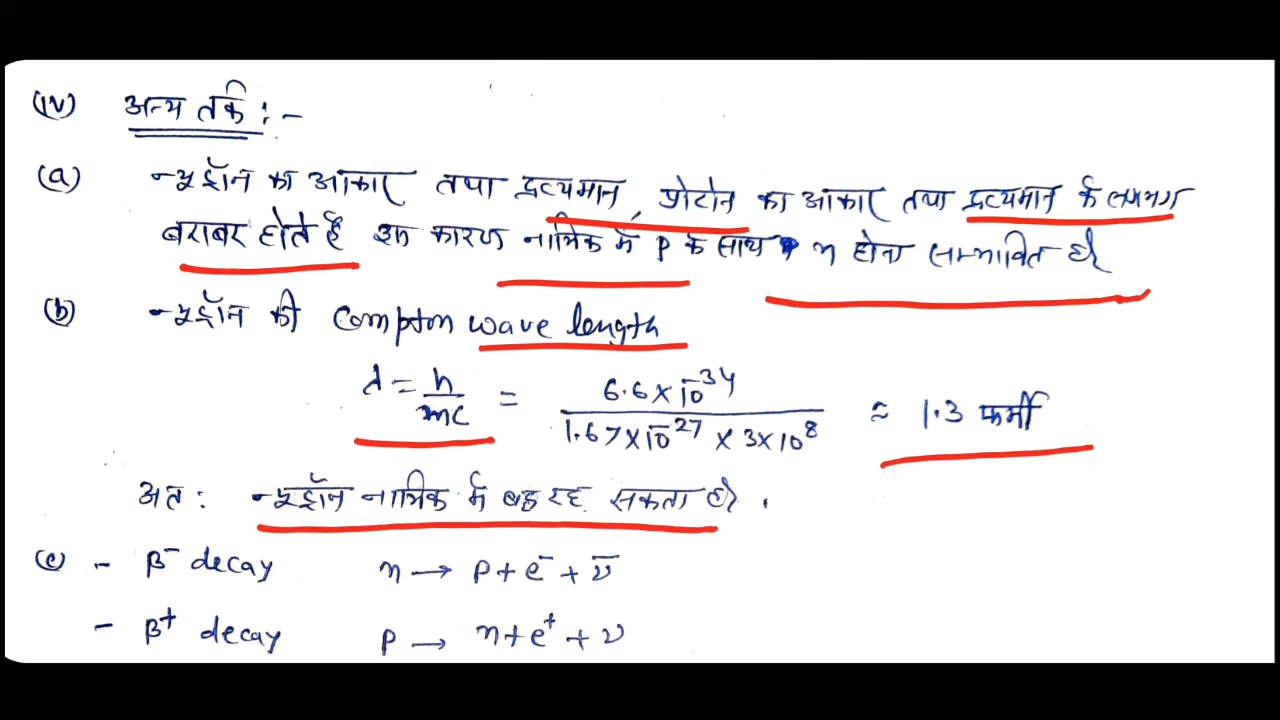 (iv) अन्य तर्क :-
(a) न्यूट्रॉन का आकार तथा द्रव्यमान, प्रोटोन का आकार तथा द्रव्यमान के लगभग
बराबर होते है इस कारण नाभिक में P के साथ n होना सम्भावित है
(b) न्यूट्रॉन की Compton wave length
λ = h/mc = 6.6 × 10⁻³⁴ / 1.67 × 10⁻²⁷ × 3 × 10⁸ ≈ 1.3 फर्मी
अत: न्यूट्रॉन नाभिक में रह सकता है .
(c) - β⁻ decay n → p + e⁻ + ν̄
- β⁺ decay p → n + e⁺ + ν